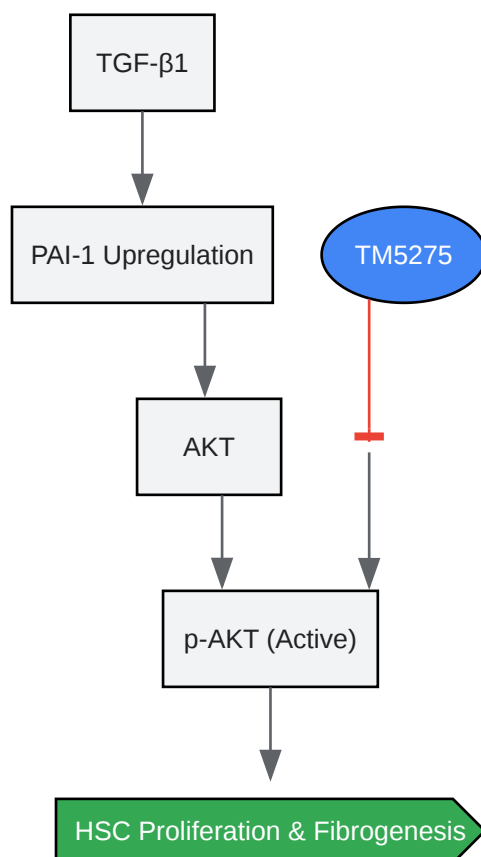 TGF-β1
PAI-1 Upregulation
TM5275
AKT
p-AKT (Active)
HSC Proliferation & Fibrogenesis